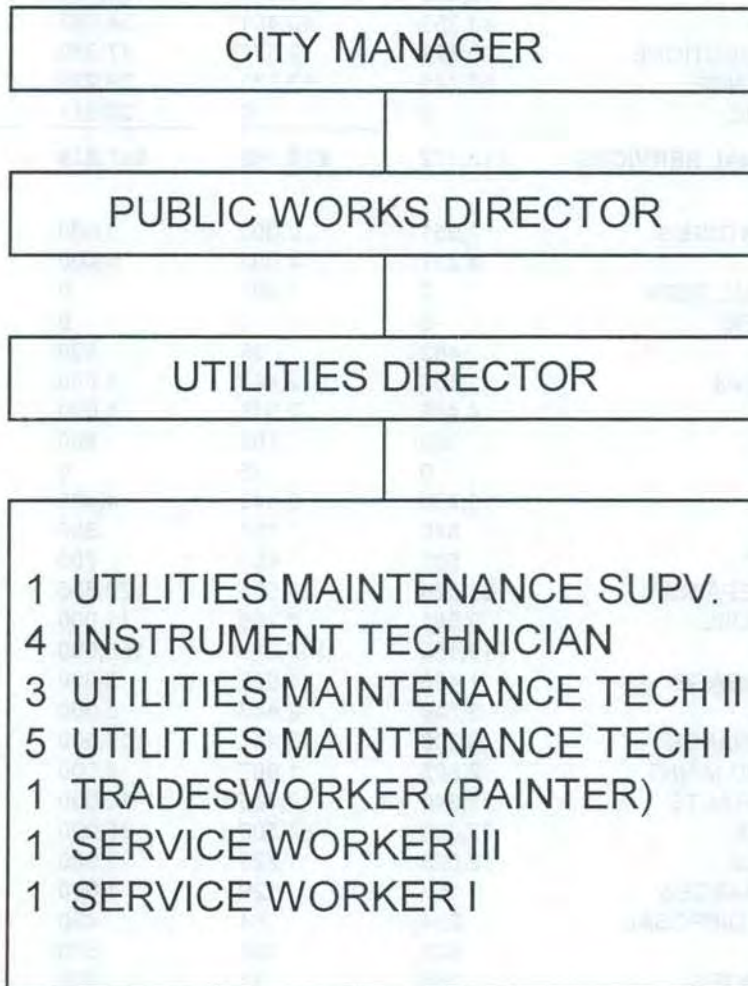 CITY MANAGER
PUBLIC WORKS DIRECTOR
UTILITIES DIRECTOR
1 UTILITIES MAINTENANCE SUPV.
4 INSTRUMENT TECHNICIAN
3 UTILITIES MAINTENANCE TECH II
5 UTILITIES MAINTENANCE TECH I
1 TRADESWORKER (PAINTER)
1 SERVICE WORKER III
1 SERVICE WORKER I